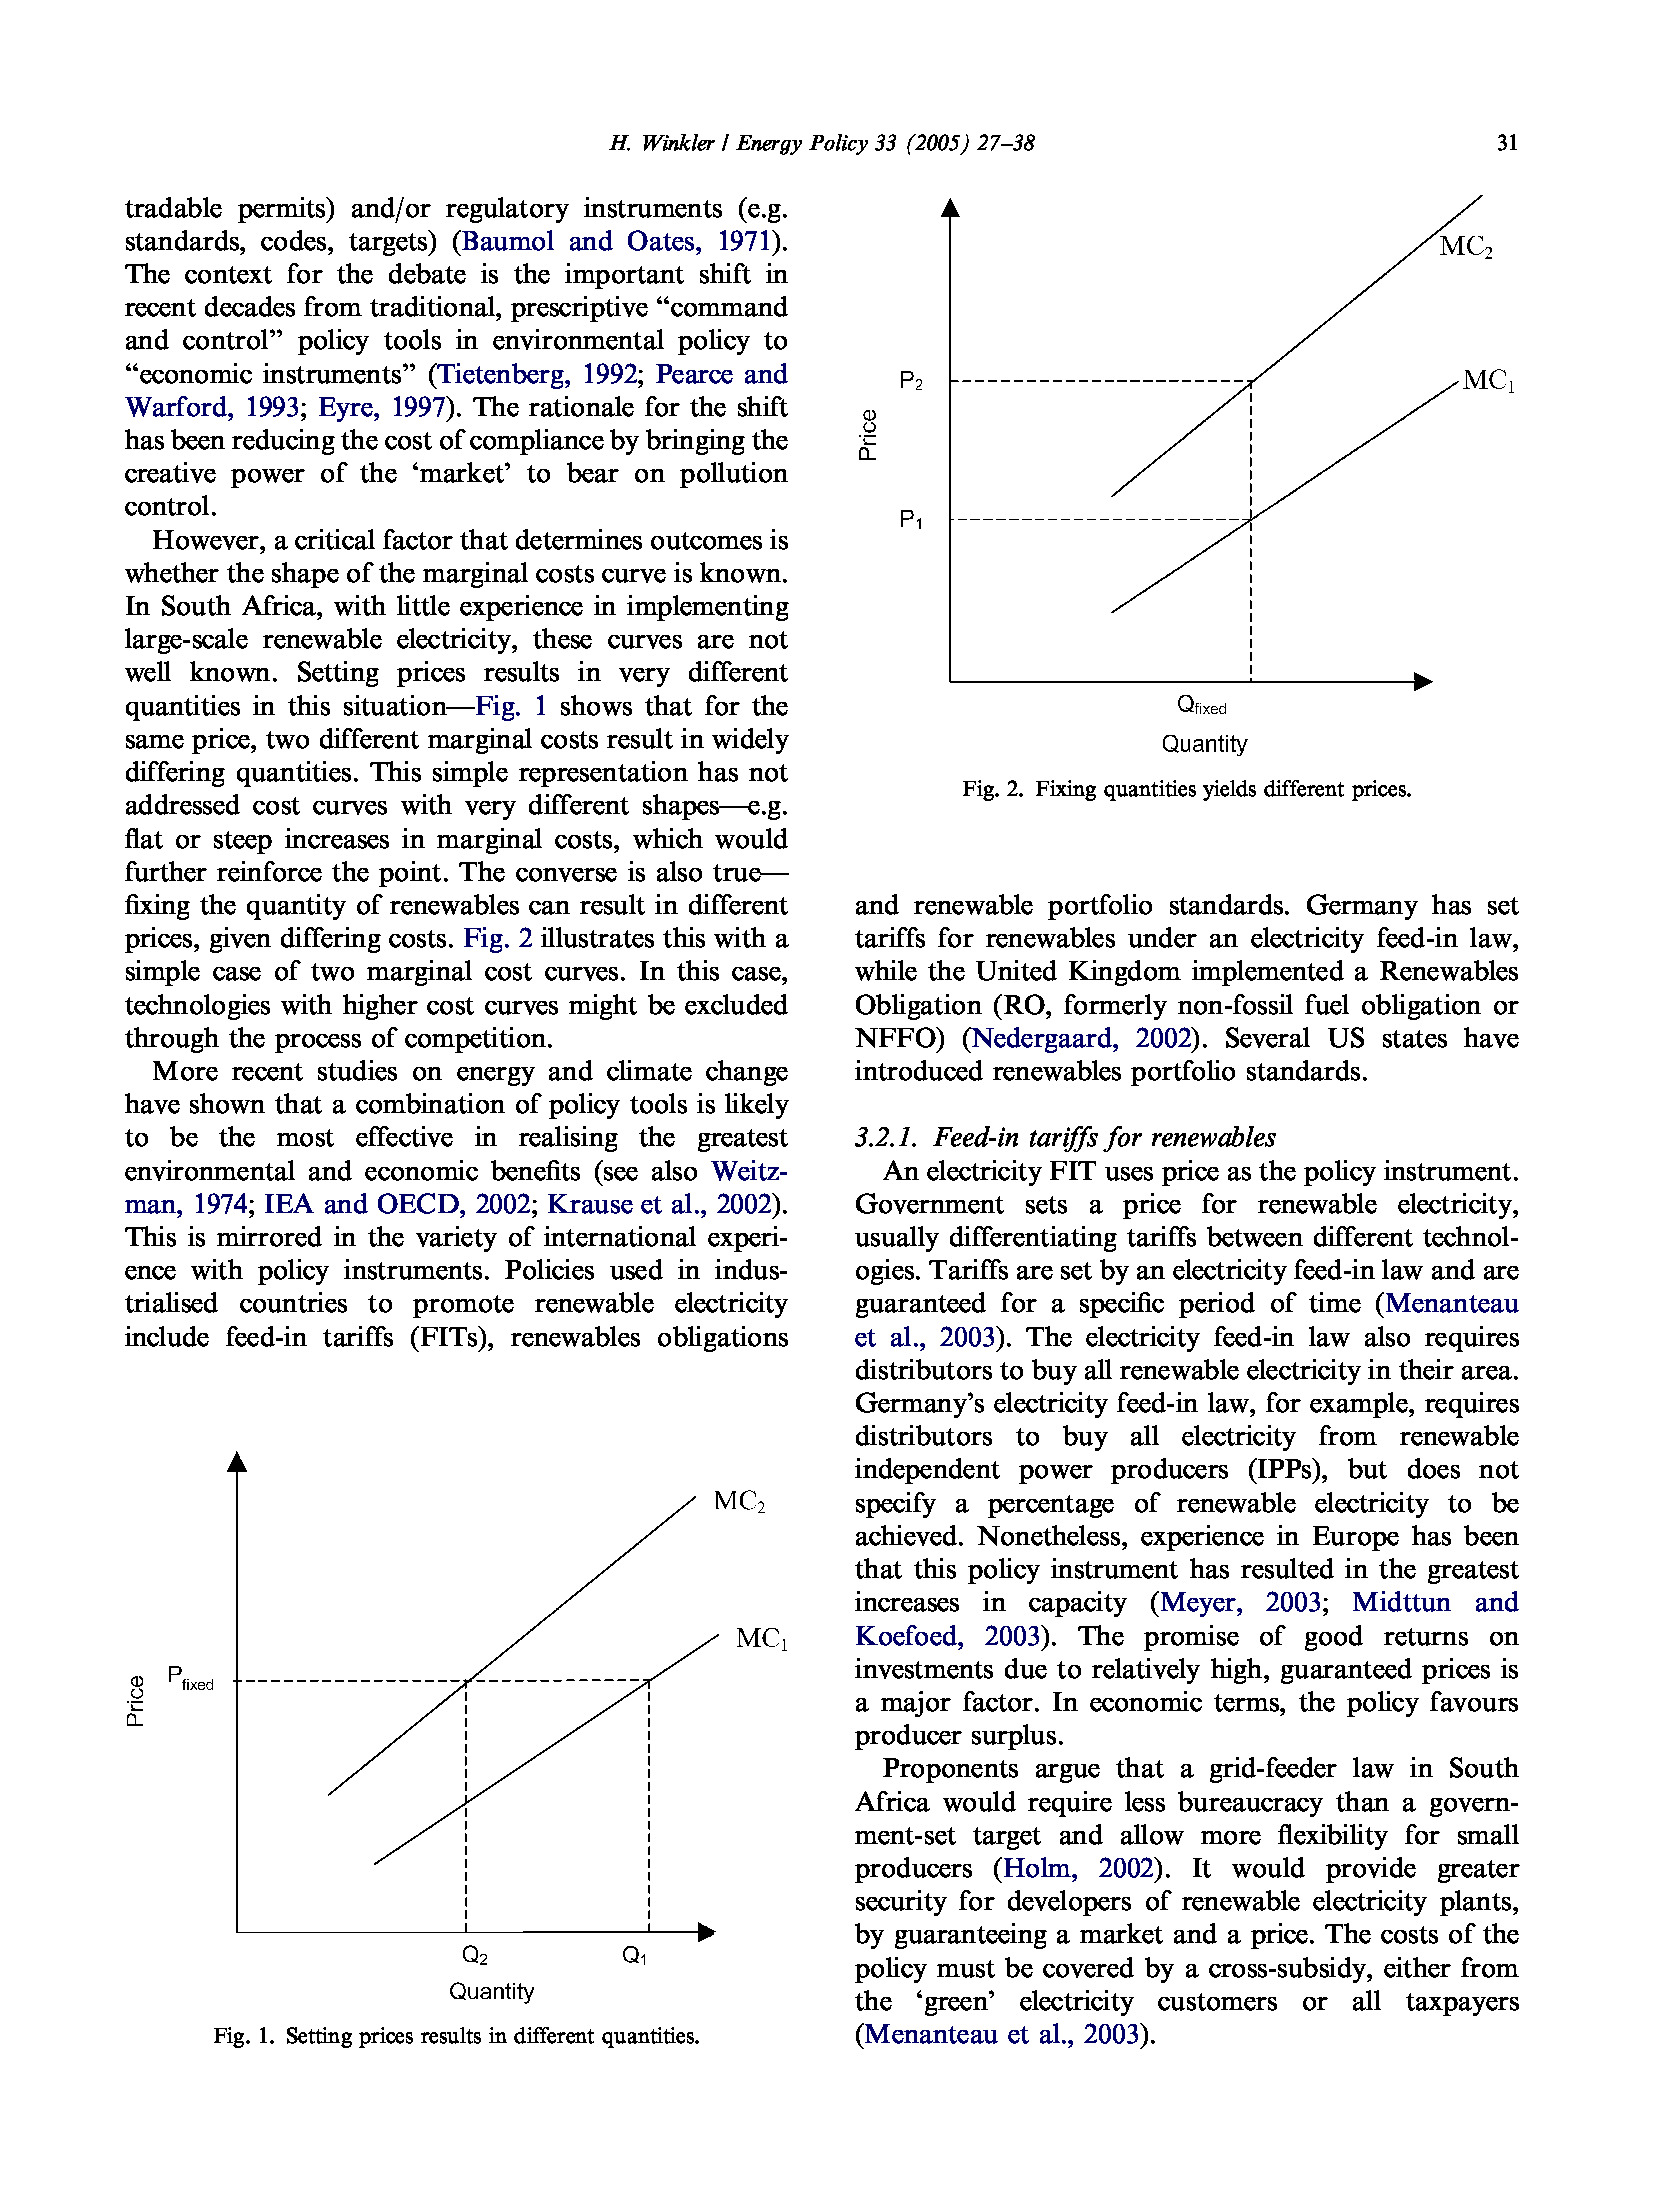 H. Winkler / Energy Policy 33 (2005) 27–38
31
tradable permits) and/or regulatory instruments (e.g.
standards, codes, targets) (Baumol and Oates, 1971).
The context for the debate is the important shift in
recent decades from traditional, prescriptive “command
and control” policy tools in environmental policy to
“economic instruments” (Tietenberg, 1992; Pearce and
Warford, 1993; Eyre, 1997). The rationale for the shift
has been reducing the cost of compliance by bringing the
creative power of the ‘market’ to bear on pollution
control.
However, a critical factor that determines outcomes is
whether the shape of the marginal costs curve is known.
In South Africa, with little experience in implementing
large-scale renewable electricity, these curves are not
well known. Setting prices results in very different
quantities in this situation—Fig. 1 shows that for the
same price, two different marginal costs result in widely
differing quantities. This simple representation has not
addressed cost curves with very different shapes—e.g.
flat or steep increases in marginal costs, which would
further reinforce the point. The converse is also true—
fixing the quantity of renewables can result in different
prices, given differing costs. Fig. 2 illustrates this with a
simple case of two marginal cost curves. In this case,
technologies with higher cost curves might be excluded
through the process of competition.
More recent studies on energy and climate change
have shown that a combination of policy tools is likely
to be the most effective in realising the greatest
environmental and economic benefits (see also Weitz-
man, 1974; IEA and OECD, 2002; Krause et al., 2002).
This is mirrored in the variety of international experi-
ence with policy instruments. Policies used in indus-
trialised countries to promote renewable electricity
include feed-in tariffs (FITs), renewables obligations
MC2
MC1
Pfixed
Price
Q2
Q1
Quantity
Fig. 1. Setting prices results in different quantities.
MC2
P2
MC1
Price
P1
Qfixed
Quantity
Fig. 2. Fixing quantities yields different prices.
and renewable portfolio standards. Germany has set
tariffs for renewables under an electricity feed-in law,
while the United Kingdom implemented a Renewables
Obligation (RO, formerly non-fossil fuel obligation or
NFFO) (Nedergaard, 2002). Several US states have
introduced renewables portfolio standards.
3.2.1. Feed-in tariffs for renewables
An electricity FIT uses price as the policy instrument.
Government sets a price for renewable electricity,
usually differentiating tariffs between different technol-
ogies. Tariffs are set by an electricity feed-in law and are
guaranteed for a specific period of time (Menanteau
et al., 2003). The electricity feed-in law also requires
distributors to buy all renewable electricity in their area.
Germany’s electricity feed-in law, for example, requires
distributors to buy all electricity from renewable
independent power producers (IPPs), but does not
specify a percentage of renewable electricity to be
achieved. Nonetheless, experience in Europe has been
that this policy instrument has resulted in the greatest
increases in capacity (Meyer, 2003; Midttun and
Koefoed, 2003). The promise of good returns on
investments due to relatively high, guaranteed prices is
a major factor. In economic terms, the policy favours
producer surplus.
Proponents argue that a grid-feeder law in South
Africa would require less bureaucracy than a govern-
ment-set target and allow more flexibility for small
producers (Holm, 2002). It would provide greater
security for developers of renewable electricity plants,
by guaranteeing a market and a price. The costs of the
policy must be covered by a cross-subsidy, either from
the ‘green’ electricity customers or all taxpayers
(Menanteau et al., 2003).